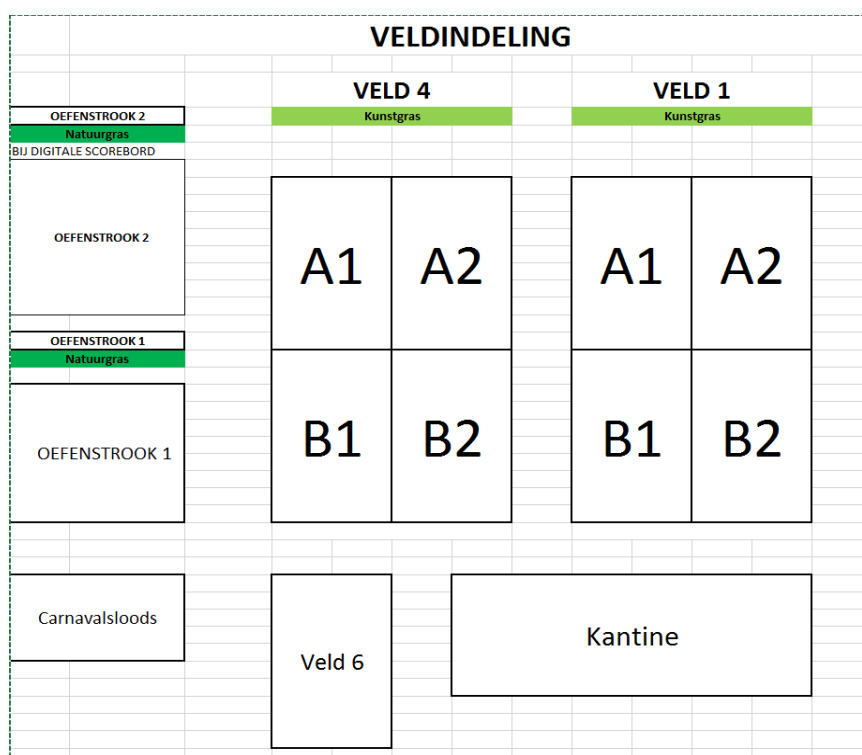 VELDINDELING
VELD 4
VELD 1
OEFENSTROOK 2
Kunstgras
Kunstgras
Natuurgras
BIJ DIGITALE SCOREBORD
OEFENSTROOK 2
A1
A2
A1
A2
OEFENSTROOK 1
Natuurgras
OEFENSTROOK 1
B1
B2
B1
B2
Carnavalsloods
Veld 6
Kantine